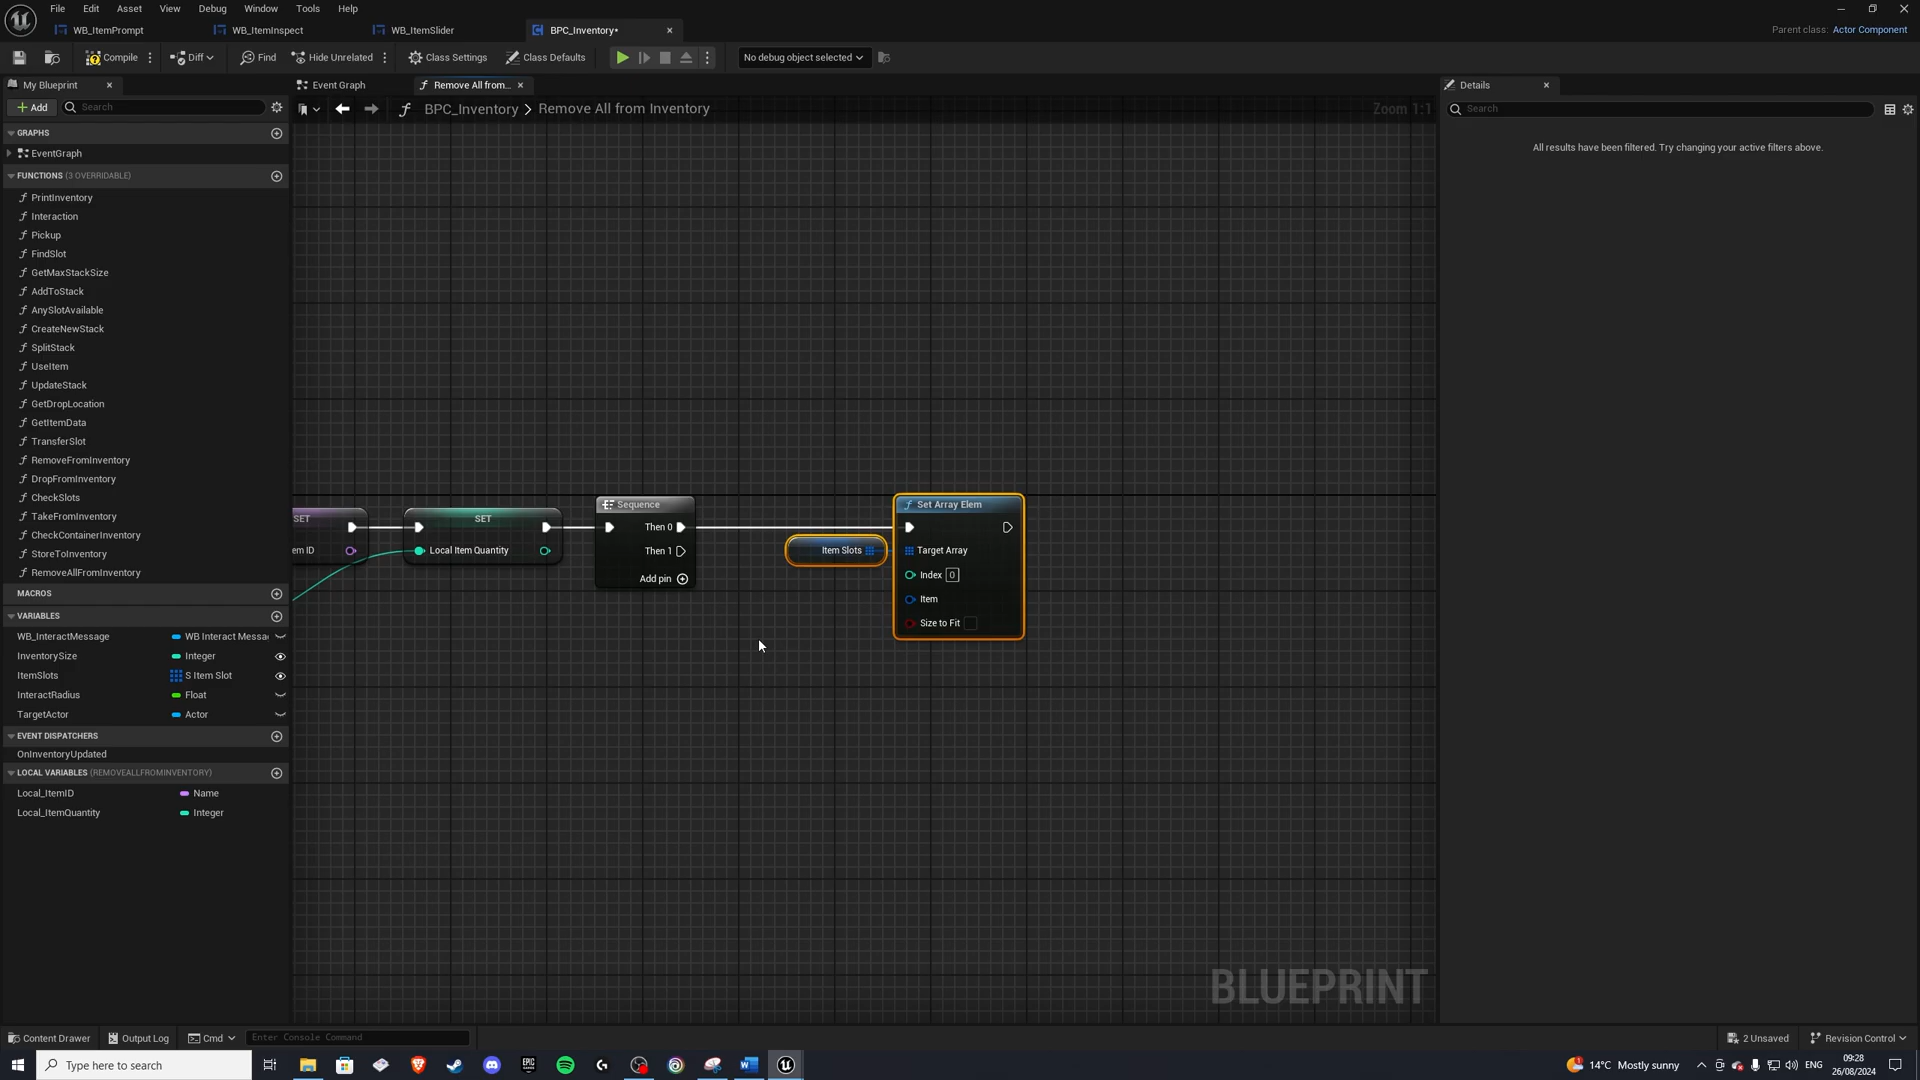 File Edit View Asset Debug Window Tools Help
WB_ItemPrompt
WB_ItemInspect
WB_ItemSlider
BPC_Inventory•
Parent class: Actor Component
Compile
Diff
Find
Hide Unrelated
Class Settings
Class Defaults
No debug object selected
My Blueprint
Event Graph
Remove All from...
Details
Add
Search
BPC_Inventory > Remove All from Inventory
Zoom 1:1
Search
All results have been filtered. Try changing your active filters above.
GRAPHS
EventGraph
FUNCTIONS (3 OVERRIDABLE)
PrintInventory
Interaction
Pickup
FindSlot
GetMaxStackSize
AddToStack
AnySlotAvailable
CreateNewStack
SplitStack
UseItem
UpdateStack
GetDropLocation
GetItemData
TransferSlot
RemoveFromInventory
DropFromInventory
CheckSlots
TakeFromInventory
CheckContainerInventory
StoreToInventory
RemoveAllFromInventory
MACROS
VARIABLES
WB_InteractMessage WB Interact Messa
InventorySize Integer
ItemSlots S Item Slot
InteractRadius Float
TargetActor Actor
EVENT DISPATCHERS
OnInventoryUpdated
LOCAL VARIABLES (REMOVEALLFROMINVENTORY)
Local_ItemID Name
Local_ItemQuantity Integer
SET
em ID
SET
Local Item Quantity
Sequence
Then 0
Then 1
Add pin
Item Slots
Set Array Elem
Target Array
Index 0
Item
Size to Fit
BLUEPRINT
Content Drawer
Output Log
Cmd
Enter Console Command
2 Unsaved
Revision Control
Type here to search
14°C Mostly sunny
ENG
09:28
26/08/2024